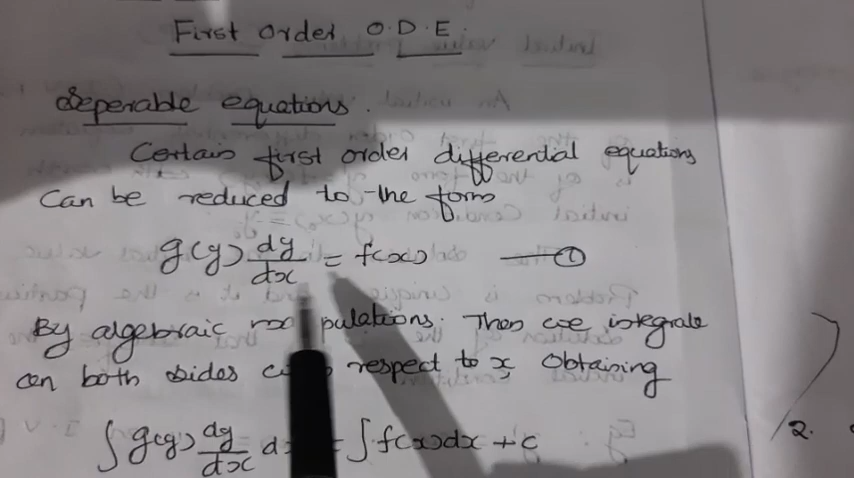 First Order O.D.E.
Seperable equations.
Certain first order differential equations
Can be reduced to the form
g(y) dy/dx = f(x) — ①
By algebraic pulations. Then we integrate
on both sides respect to x, Obtaining
∫ g(y) dy/dx d = ∫ f(x)dx + c
2.